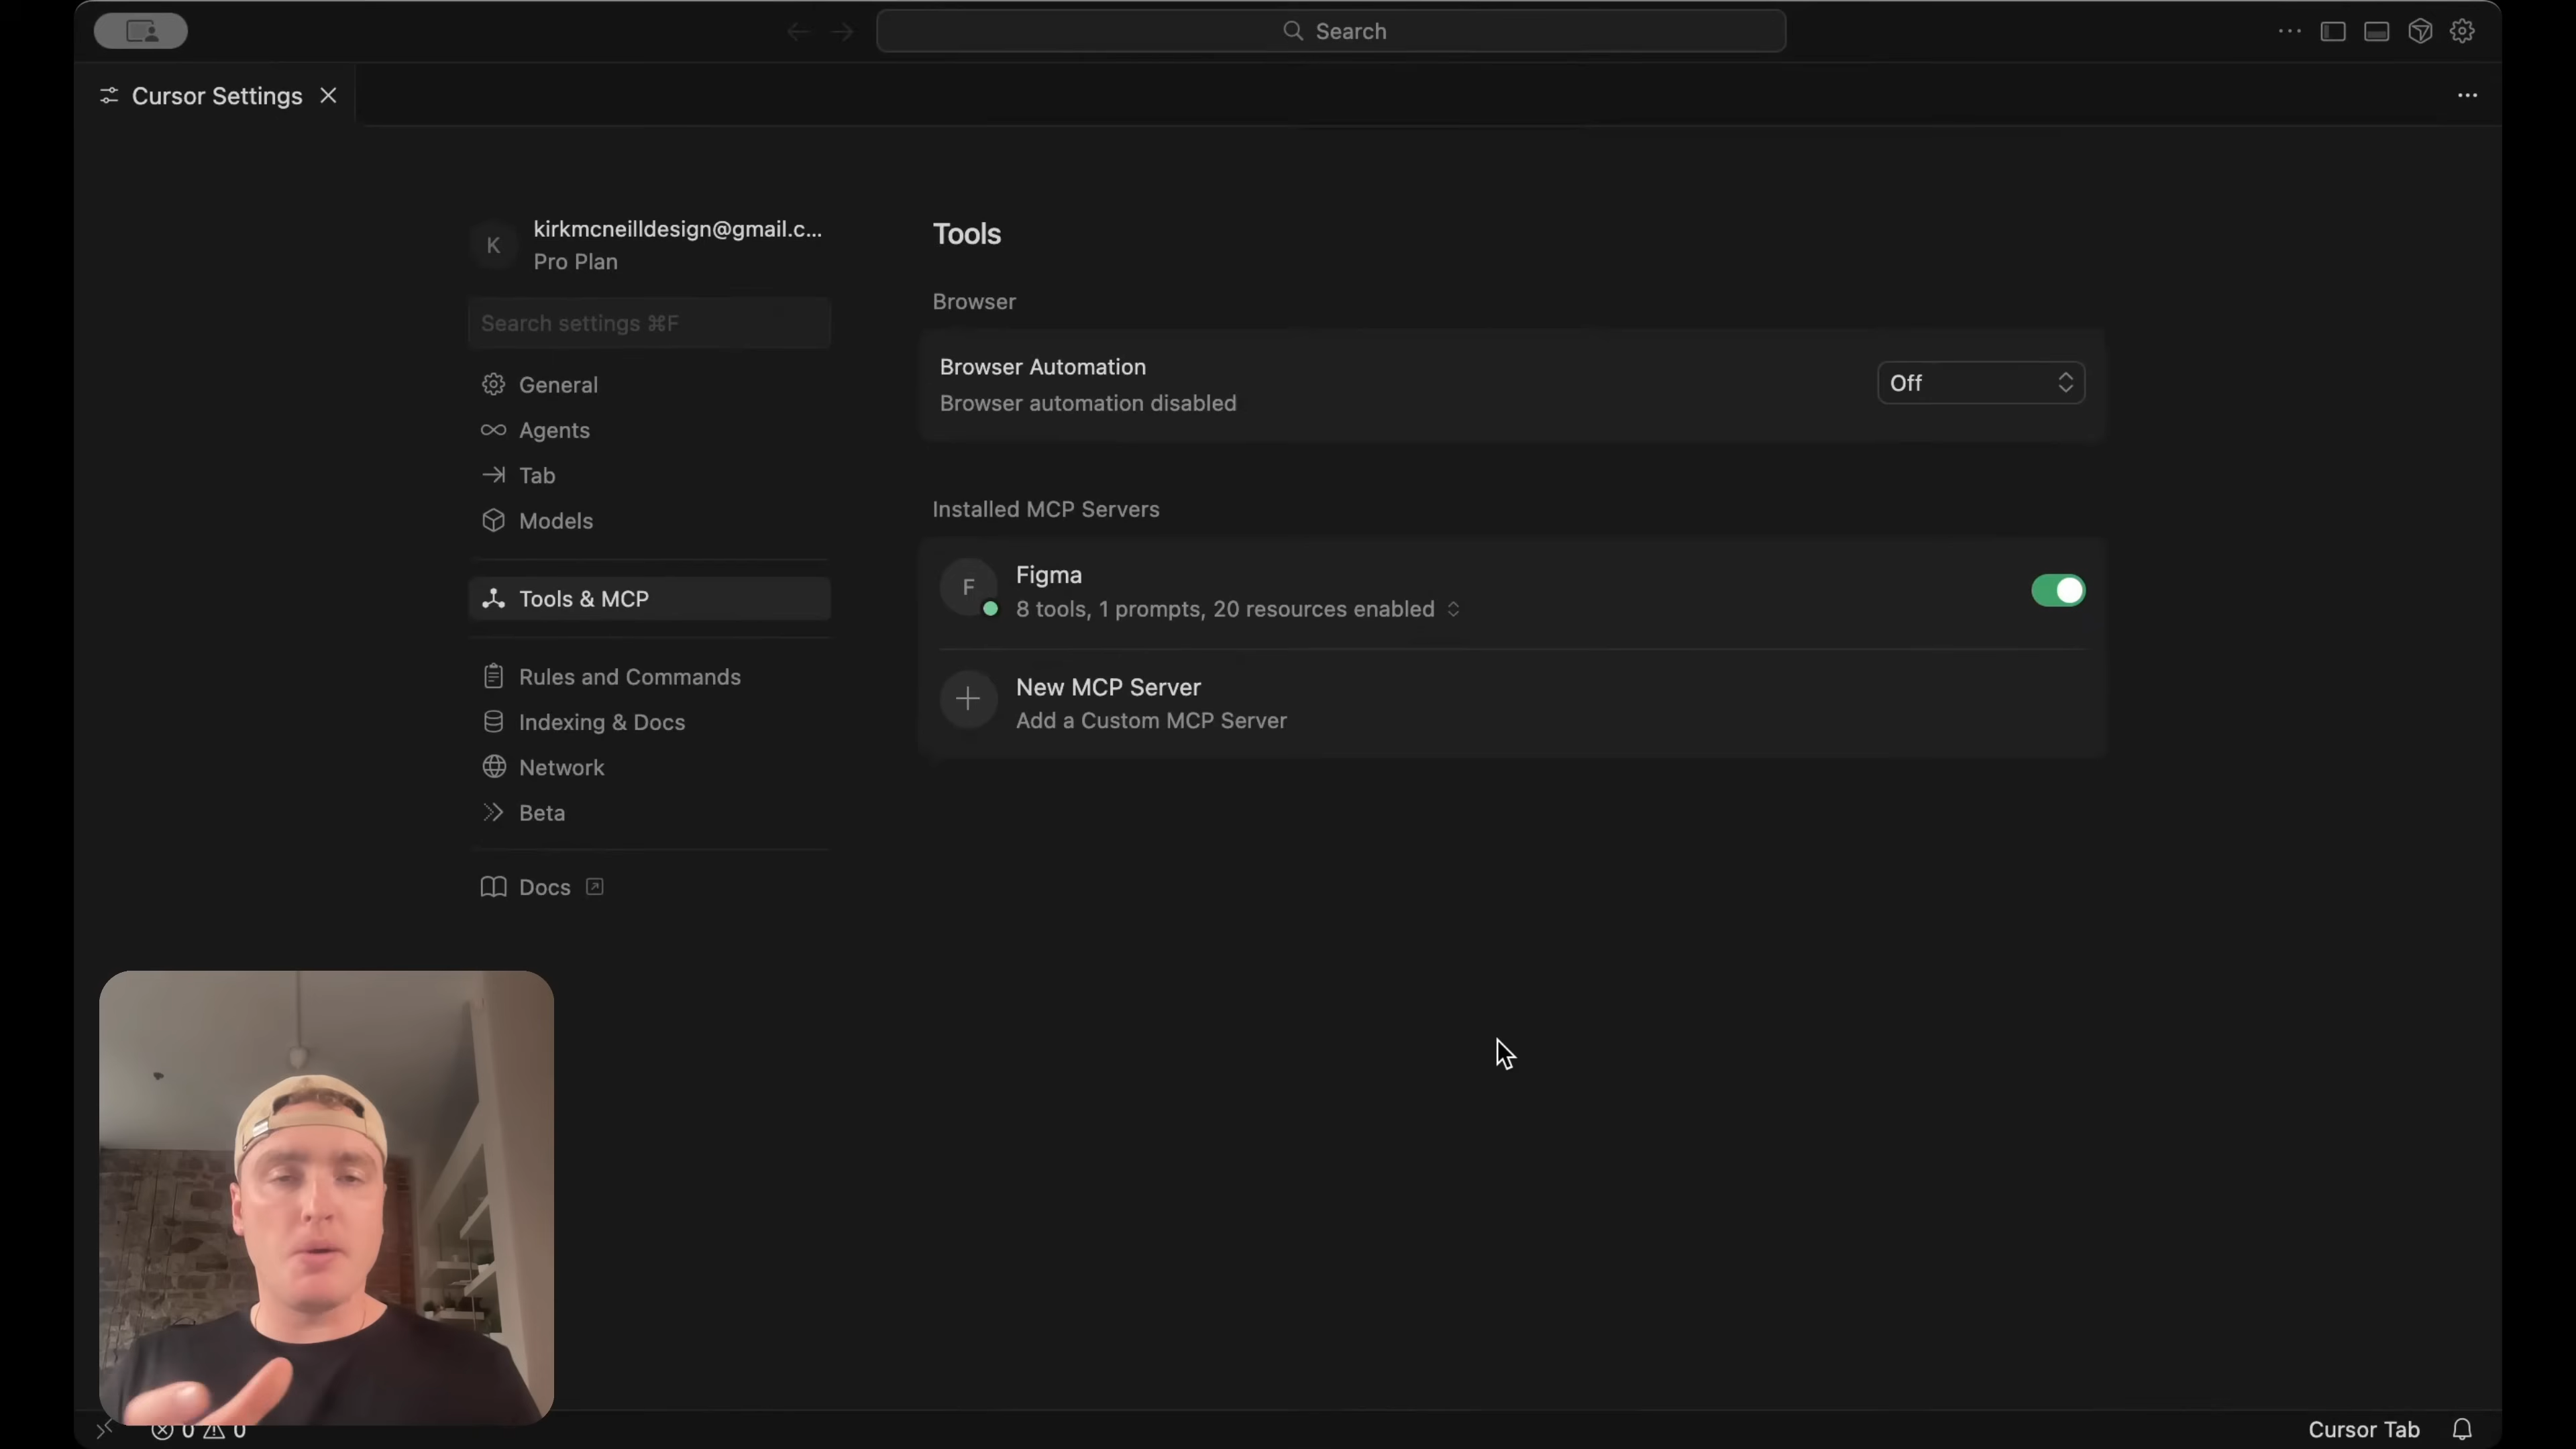 Search
Cursor Settings
K
kirkmcneilldesign@gmail.c...
Pro Plan
Search settings ⌘F
General
Agents
Tab
Models
Tools & MCP
Rules and Commands
Indexing & Docs
Network
Beta
Docs
Tools
Browser
Browser Automation
Browser automation disabled
Off
Installed MCP Servers
F
Figma
8 tools, 1 prompts, 20 resources enabled
New MCP Server
Add a Custom MCP Server
0 0
Cursor Tab